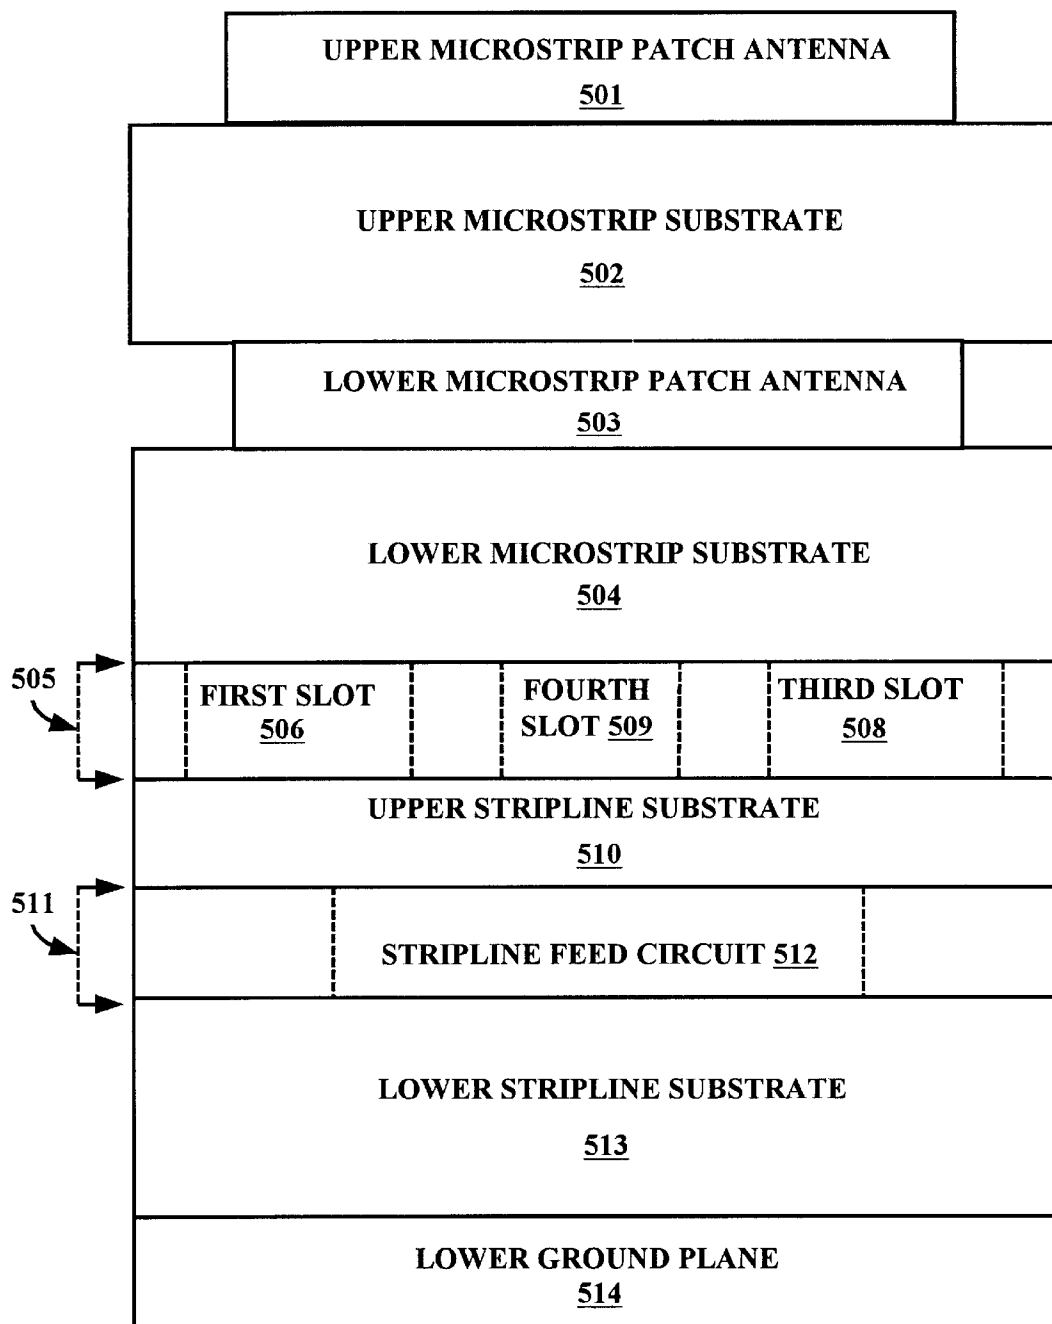 UPPER MICROSTRIP PATCH ANTENNA
501
UPPER MICROSTRIP SUBSTRATE
502
LOWER MICROSTRIP PATCH ANTENNA
503
LOWER MICROSTRIP SUBSTRATE
504
505
FIRST SLOT
506
FOURTH
SLOT 509
THIRD SLOT
508
UPPER STRIPLINE SUBSTRATE
510
511
STRIPLINE FEED CIRCUIT 512
LOWER STRIPLINE SUBSTRATE
513
LOWER GROUND PLANE
514